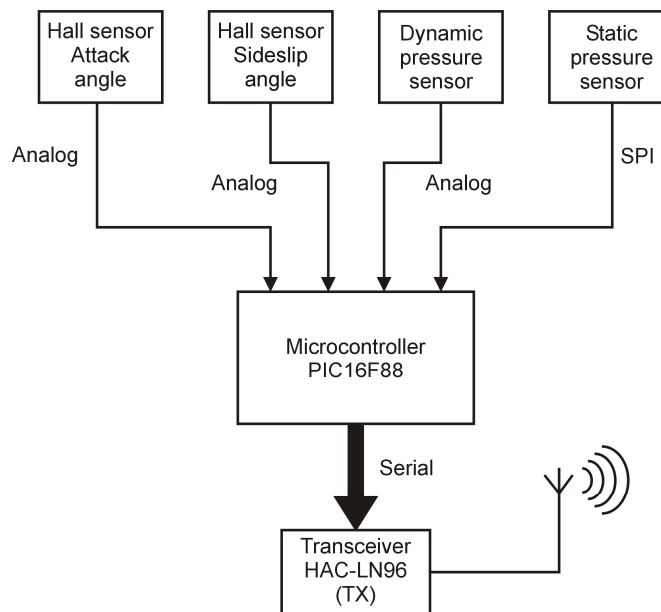 Hall sensor
Attack
angle
Hall sensor
Sideslip
angle
Dynamic
pressure
sensor
Static
pressure
sensor
Analog
Analog
Analog
SPI
Microcontroller
PIC16F88
Serial
Transceiver
HAC-LN96
(TX)